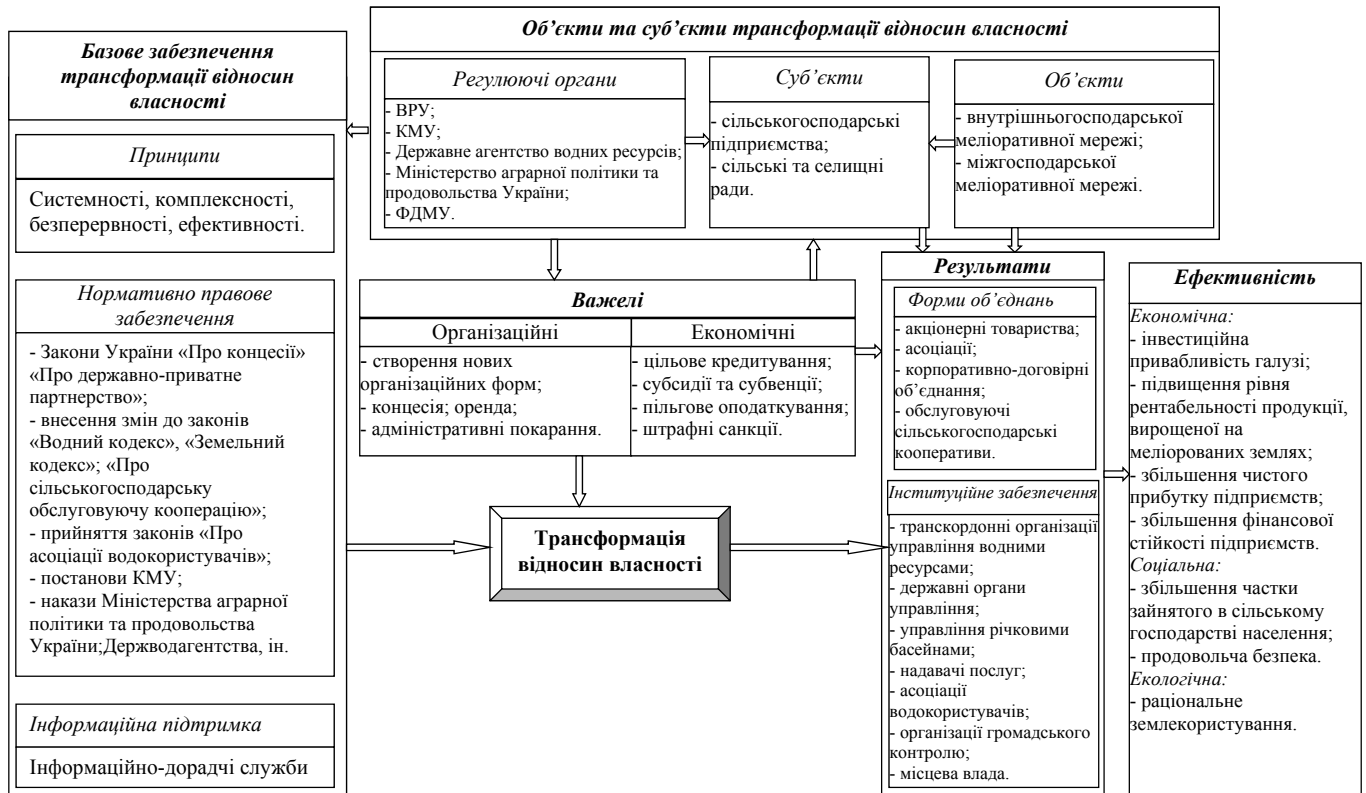 Базове забезпечення
трансформації відносин
власності
Принципи
Системності, комплексності,
безперервності, ефективності.
Нормативно правове
забезпечення
- Закони України «Про концесії»
«Про державно-приватне
партнерство»;
- внесення змін до законів
«Водний кодекс», «Земельний
кодекс»; «Про
сільськогосподарську
обслуговуючу кооперацію»;
- прийняття законів «Про
асоціації водокористувачів»;
- постанови КМУ;
- накази Міністерства аграрної
політики та продовольства
України;Держводагентства, ін.
Інформаційна підтримка
Інформаційно-дорадчі служби
Об’єкти та суб’єкти трансформації відносин власності
Регулюючі органи
- ВРУ;
- КМУ;
- Державне агентство водних ресурсів;
- Міністерство аграрної політики та
продовольства України;
- ФДМУ.
Суб’єкти
- сільськогосподарські
підприємства;
- сільські та селищні
ради.
Об’єкти
- внутрішньогосподарської
меліоративної мережі;
- міжгосподарської
меліоративної мережі.
Важелі
Організаційні
- створення нових
організаційних форм;
- концесія; оренда;
- адміністративні покарання.
Економічні
- цільове кредитування;
- субсидії та субвенції;
- пільгове оподаткування;
- штрафні санкції.
Трансформація
відносин власності
Результати
Форми об’єднань
- акціонерні товариства;
- асоціації;
- корпоративно-договірні
об’єднання;
- обслуговуючі
сільськогосподарські
кооперативи.
Інституційне забезпечення
- транскордонні організації
управління водними
ресурсами;
- державні органи
управління;
- управління річковими
басейнами;
- надавачі послуг;
- асоціації
водокористувачів;
- організації громадського
контролю;
- місцева влада.
Ефективність
Економічна:
- інвестиційна
привабливість галузі;
- підвищення рівня
рентабельності продукції,
вирощеної на
меліорованих землях;
- збільшення чистого
прибутку підприємств;
- збільшення фінансової
стійкості підприємств.
Соціальна:
- збільшення частки
зайнятого в сільському
господарстві населення;
- продовольча безпека.
Екологічна:
- раціональне
землекористування.